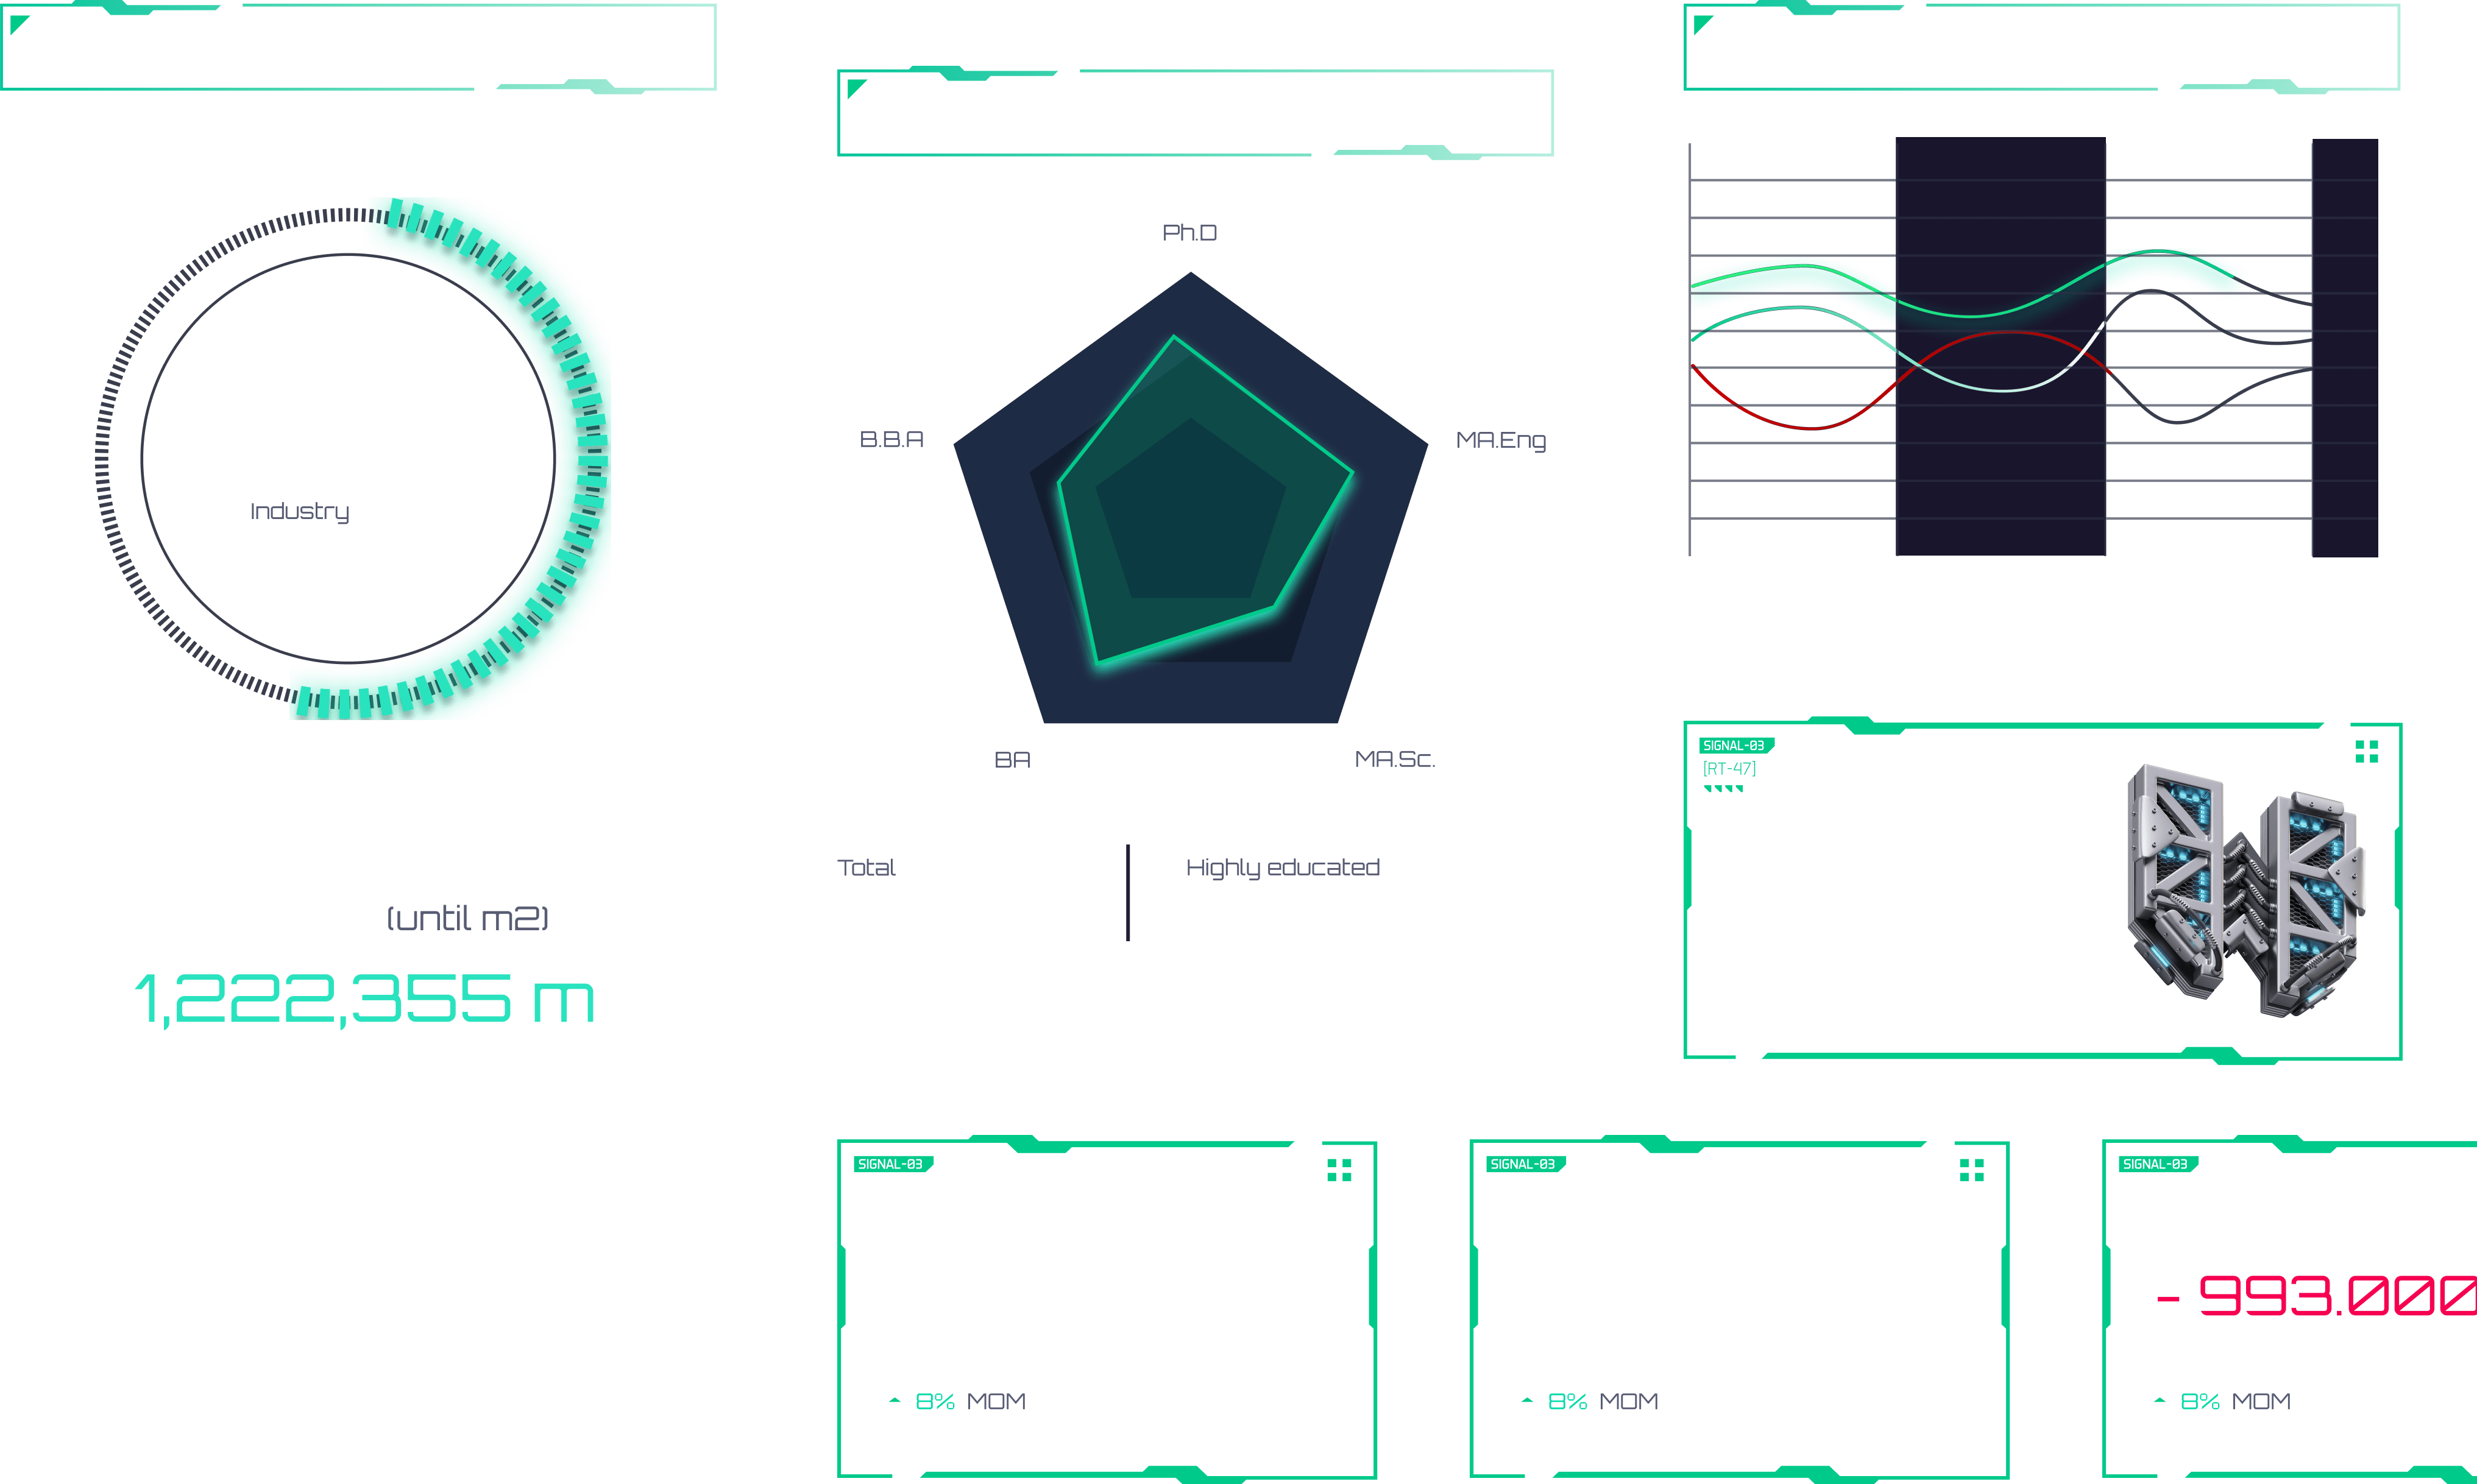 Industry
(until m2)
1,222,355 m
Ph.D
B.B.A
MA.Eng
BA
MA.Sc.
Total
Highly educated
SIGNAL-03
[RT-47]
SIGNAL-03
8% MOM
SIGNAL-03
8% MOM
SIGNAL-03
- 993.000
8% MOM